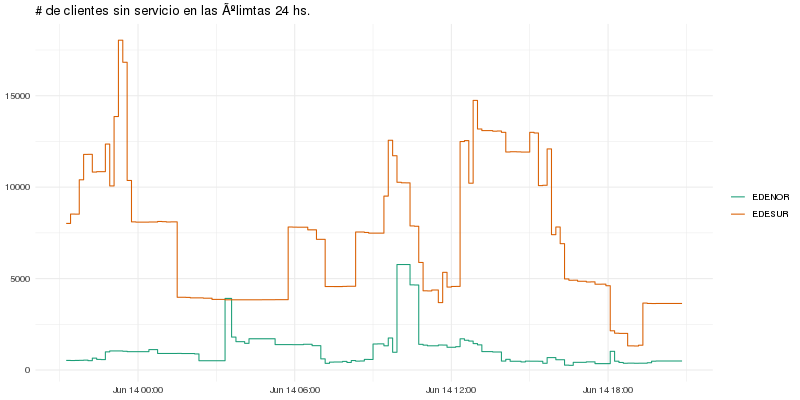 # de clientes sin servicio en las Ãºlimtas 24 hs.
15000
10000
5000
0
Jun 14 00:00
Jun 14 06:00
Jun 14 12:00
Jun 14 18:00
EDENOR
EDESUR